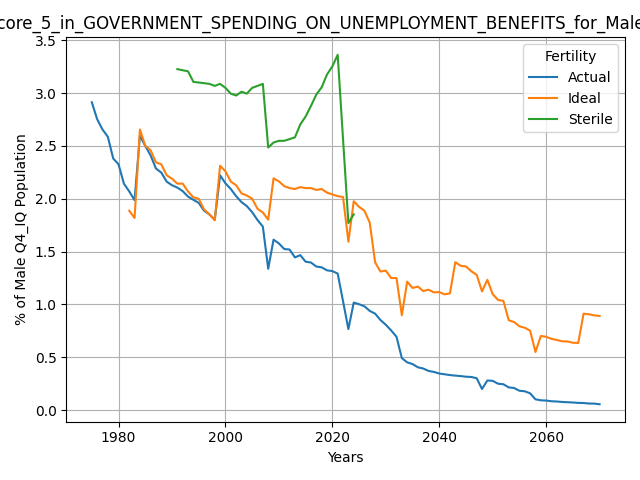 core_5_in_GOVERNMENT_SPENDING_ON_UNEMPLOYMENT_BENEFITS_for_Male
3.5
3.0
2.5
2.0
1.5
1.0
0.5
0.0
% of Male Q4_IQ Population
Fertility
Actual
Ideal
Sterile
1980
2000
2020
2040
2060
Years